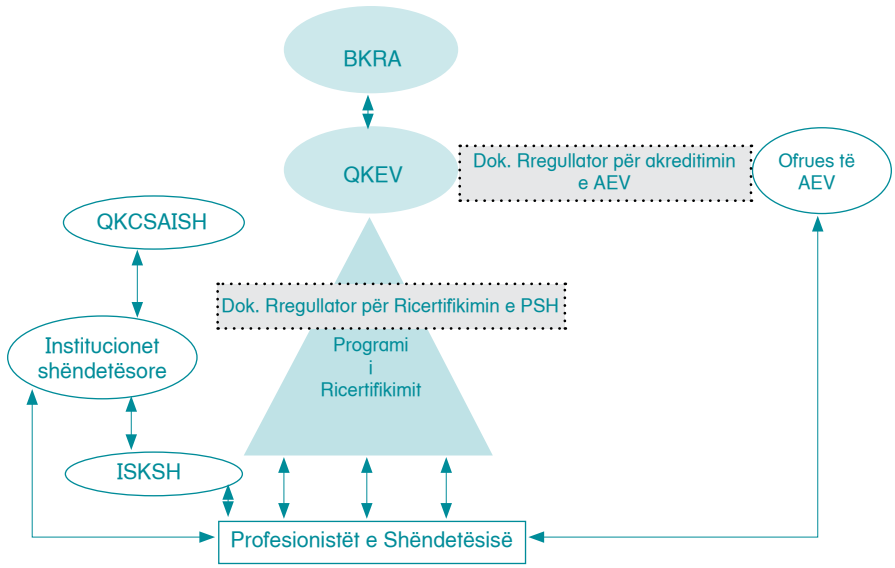 BKRA
QKEV
Dok. Rregullator për akreditimin
e AEV
Ofrues të
AEV
QKCSAISH
Dok. Rregullator për Ricertifikimin e PSH
Institucionet
shëndetësore
Programi
i
Ricertifikimit
ISKSH
Profesionistët e Shëndetësisë